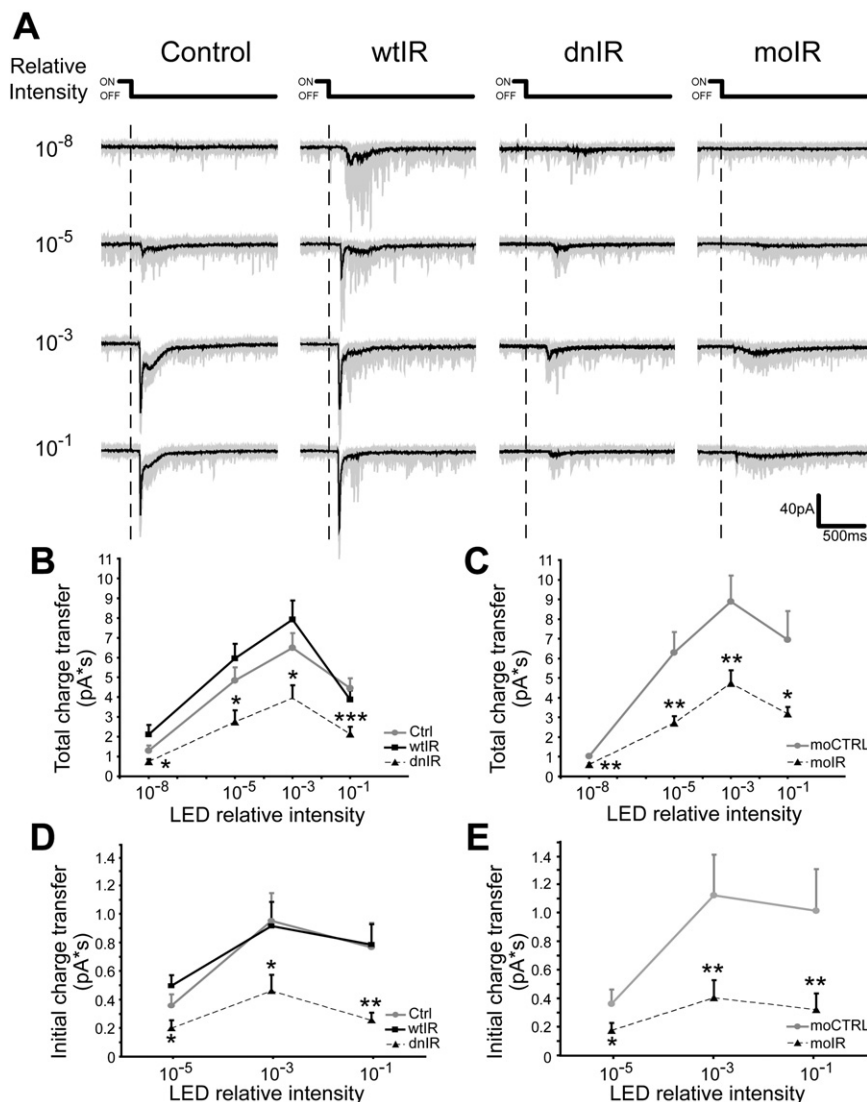 A
Control wtIR dnIR moIR
Relative
Intensity
ON ON ON ON
OFF OFF OFF OFF
10⁻⁸
10⁻⁵
10⁻³
10⁻¹
40pA
500ms
B
Total charge transfer
(pA*s)
11
10
9
8
7
6
5
4
3
2
1
0
* * * ***
Ctrl
wtIR
dnIR
10⁻⁸ 10⁻⁵ 10⁻³ 10⁻¹
LED relative intensity
C
Total charge transfer
(pA*s)
11
10
9
8
7
6
5
4
3
2
1
0
** ** ** *
moCTRL
moIR
10⁻⁸ 10⁻⁵ 10⁻³ 10⁻¹
LED relative intensity
D
Initial charge transfer
(pA*s)
1.4
1.2
1.0
0.8
0.6
0.4
0.2
0
* * **
Ctrl
wtIR
dnIR
10⁻⁵ 10⁻³ 10⁻¹
LED relative intensity
E
Initial charge transfer
(pA*s)
1.4
1.2
1.0
0.8
0.6
0.4
0.2
0
* ** **
moCTRL
moIR
10⁻⁵ 10⁻³ 10⁻¹
LED relative intensity